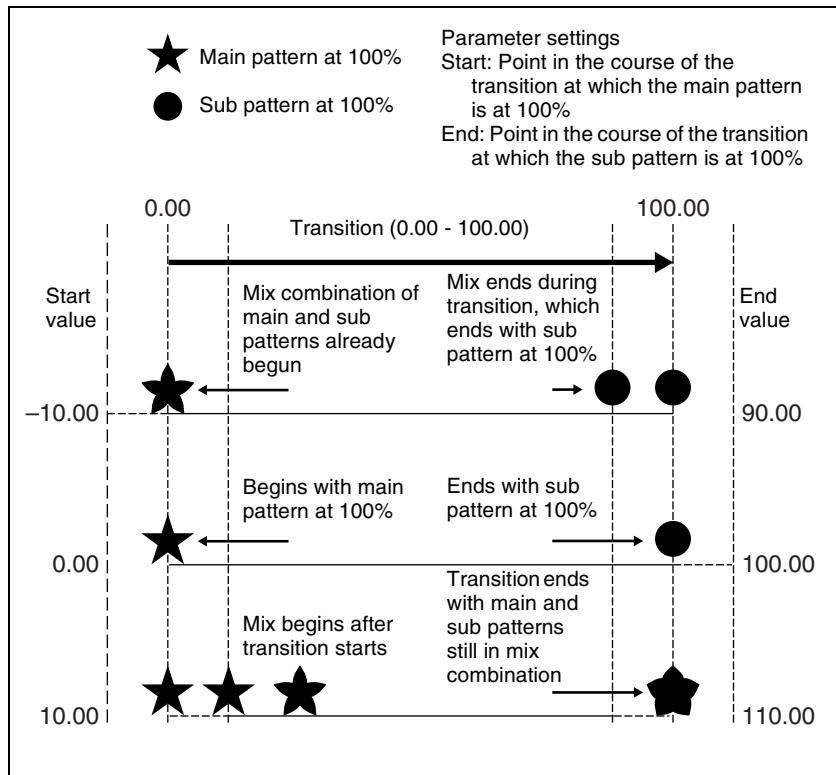 Main pattern at 100%
Sub pattern at 100%
Parameter settings
Start: Point in the course of the
transition at which the main pattern
is at 100%
End: Point in the course of the transition
at which the sub pattern is at 100%
0.00
Transition (0.00 - 100.00)
100.00
Start
value
Mix combination of
main and sub
patterns already
begun
Mix ends during
transition, which
ends with sub
pattern at 100%
End
value
–10.00
90.00
Begins with main
pattern at 100%
Ends with sub
pattern at 100%
0.00
100.00
Mix begins after
transition starts
Transition ends
with main and
sub patterns
still in mix
combination
10.00
110.00